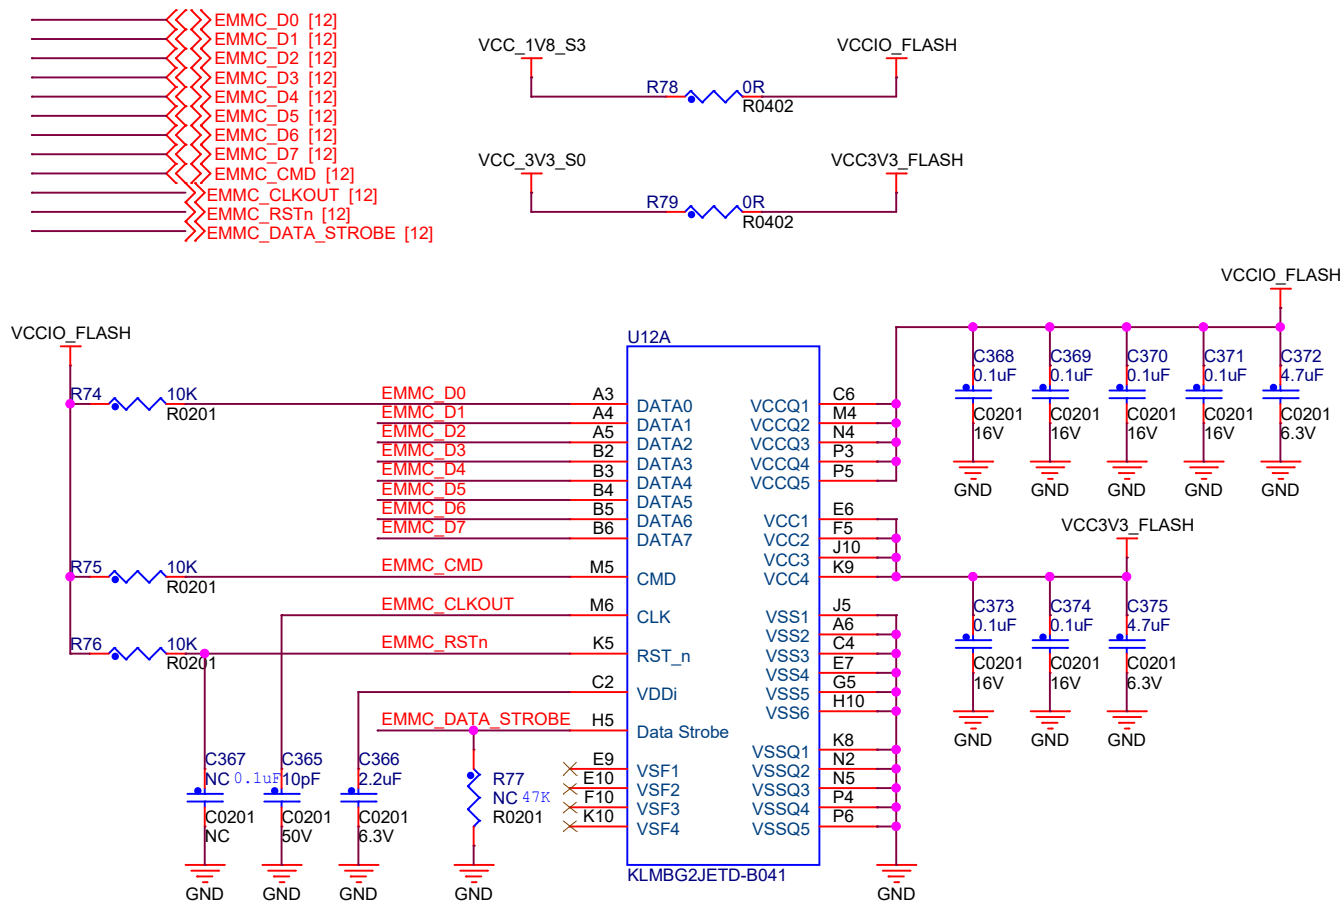 EMMC_D0 [12]
EMMC_D1 [12]
EMMC_D2 [12]
EMMC_D3 [12]
EMMC_D4 [12]
EMMC_D5 [12]
EMMC_D6 [12]
EMMC_D7 [12]
EMMC_CMD [12]
EMMC_CLKOUT [12]
EMMC_RSTn [12]
EMMC_DATA_STROBE [12]
VCC_1V8_S3
VCCIO_FLASH
R78
0R
R0402
VCC_3V3_S0
VCC3V3_FLASH
R79
0R
R0402
VCCIO_FLASH
R74
10K
R0201
R75
10K
R0201
R76
10K
R0201
EMMC_D0
EMMC_D1
EMMC_D2
EMMC_D3
EMMC_D4
EMMC_D5
EMMC_D6
EMMC_D7
EMMC_CMD
EMMC_CLKOUT
EMMC_RSTn
EMMC_DATA_STROBE
A3
A4
A5
B2
B3
B4
B5
B6
M5
M6
K5
C2
H5
E9
E10
F10
K10
U12A
DATA0
DATA1
DATA2
DATA3
DATA4
DATA5
DATA6
DATA7
CMD
CLK
RST_n
VDDi
Data Strobe
VSF1
VSF2
VSF3
VSF4
VCCQ1
VCCQ2
VCCQ3
VCCQ4
VCCQ5
VCC1
VCC2
VCC3
VCC4
VSS1
VSS2
VSS3
VSS4
VSS5
VSS6
VSSQ1
VSSQ2
VSSQ3
VSSQ4
VSSQ5
KLMBG2JETD-B041
C6
M4
N4
P3
P5
E6
F5
J10
K9
J5
A6
C4
E7
G5
H10
K8
N2
N5
P4
P6
GND
C367
NC 0.1uF
C0201
NC
GND
C365
10pF
C0201
50V
GND
C366
2.2uF
C0201
6.3V
GND
R77
NC 47K
R0201
GND
VCCIO_FLASH
C368
0.1uF
C0201
16V
GND
C369
0.1uF
C0201
16V
GND
C370
0.1uF
C0201
16V
GND
C371
0.1uF
C0201
16V
GND
C372
4.7uF
C0201
6.3V
GND
VCC3V3_FLASH
C373
0.1uF
C0201
16V
GND
C374
0.1uF
C0201
16V
GND
C375
4.7uF
C0201
6.3V
GND